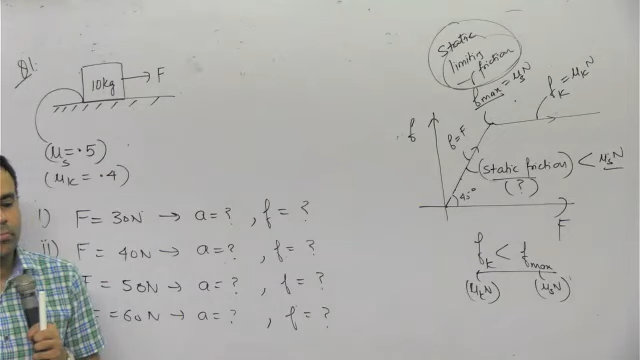 Q1.
10kg → F
(μs = .5)
(μK = .4)
i) F = 30N → a = ? , f = ?
ii) F = 40N → a = ? , f = ?
F = 50N → a = ? , f = ?
= 60N → a = ? , f = ?
static
limiting
friction
fmax = μsN
fK = μKN
f
f = F
(static friction) < μsN
(?)
45°
F
fK < fmax
(μKN) (μsN)